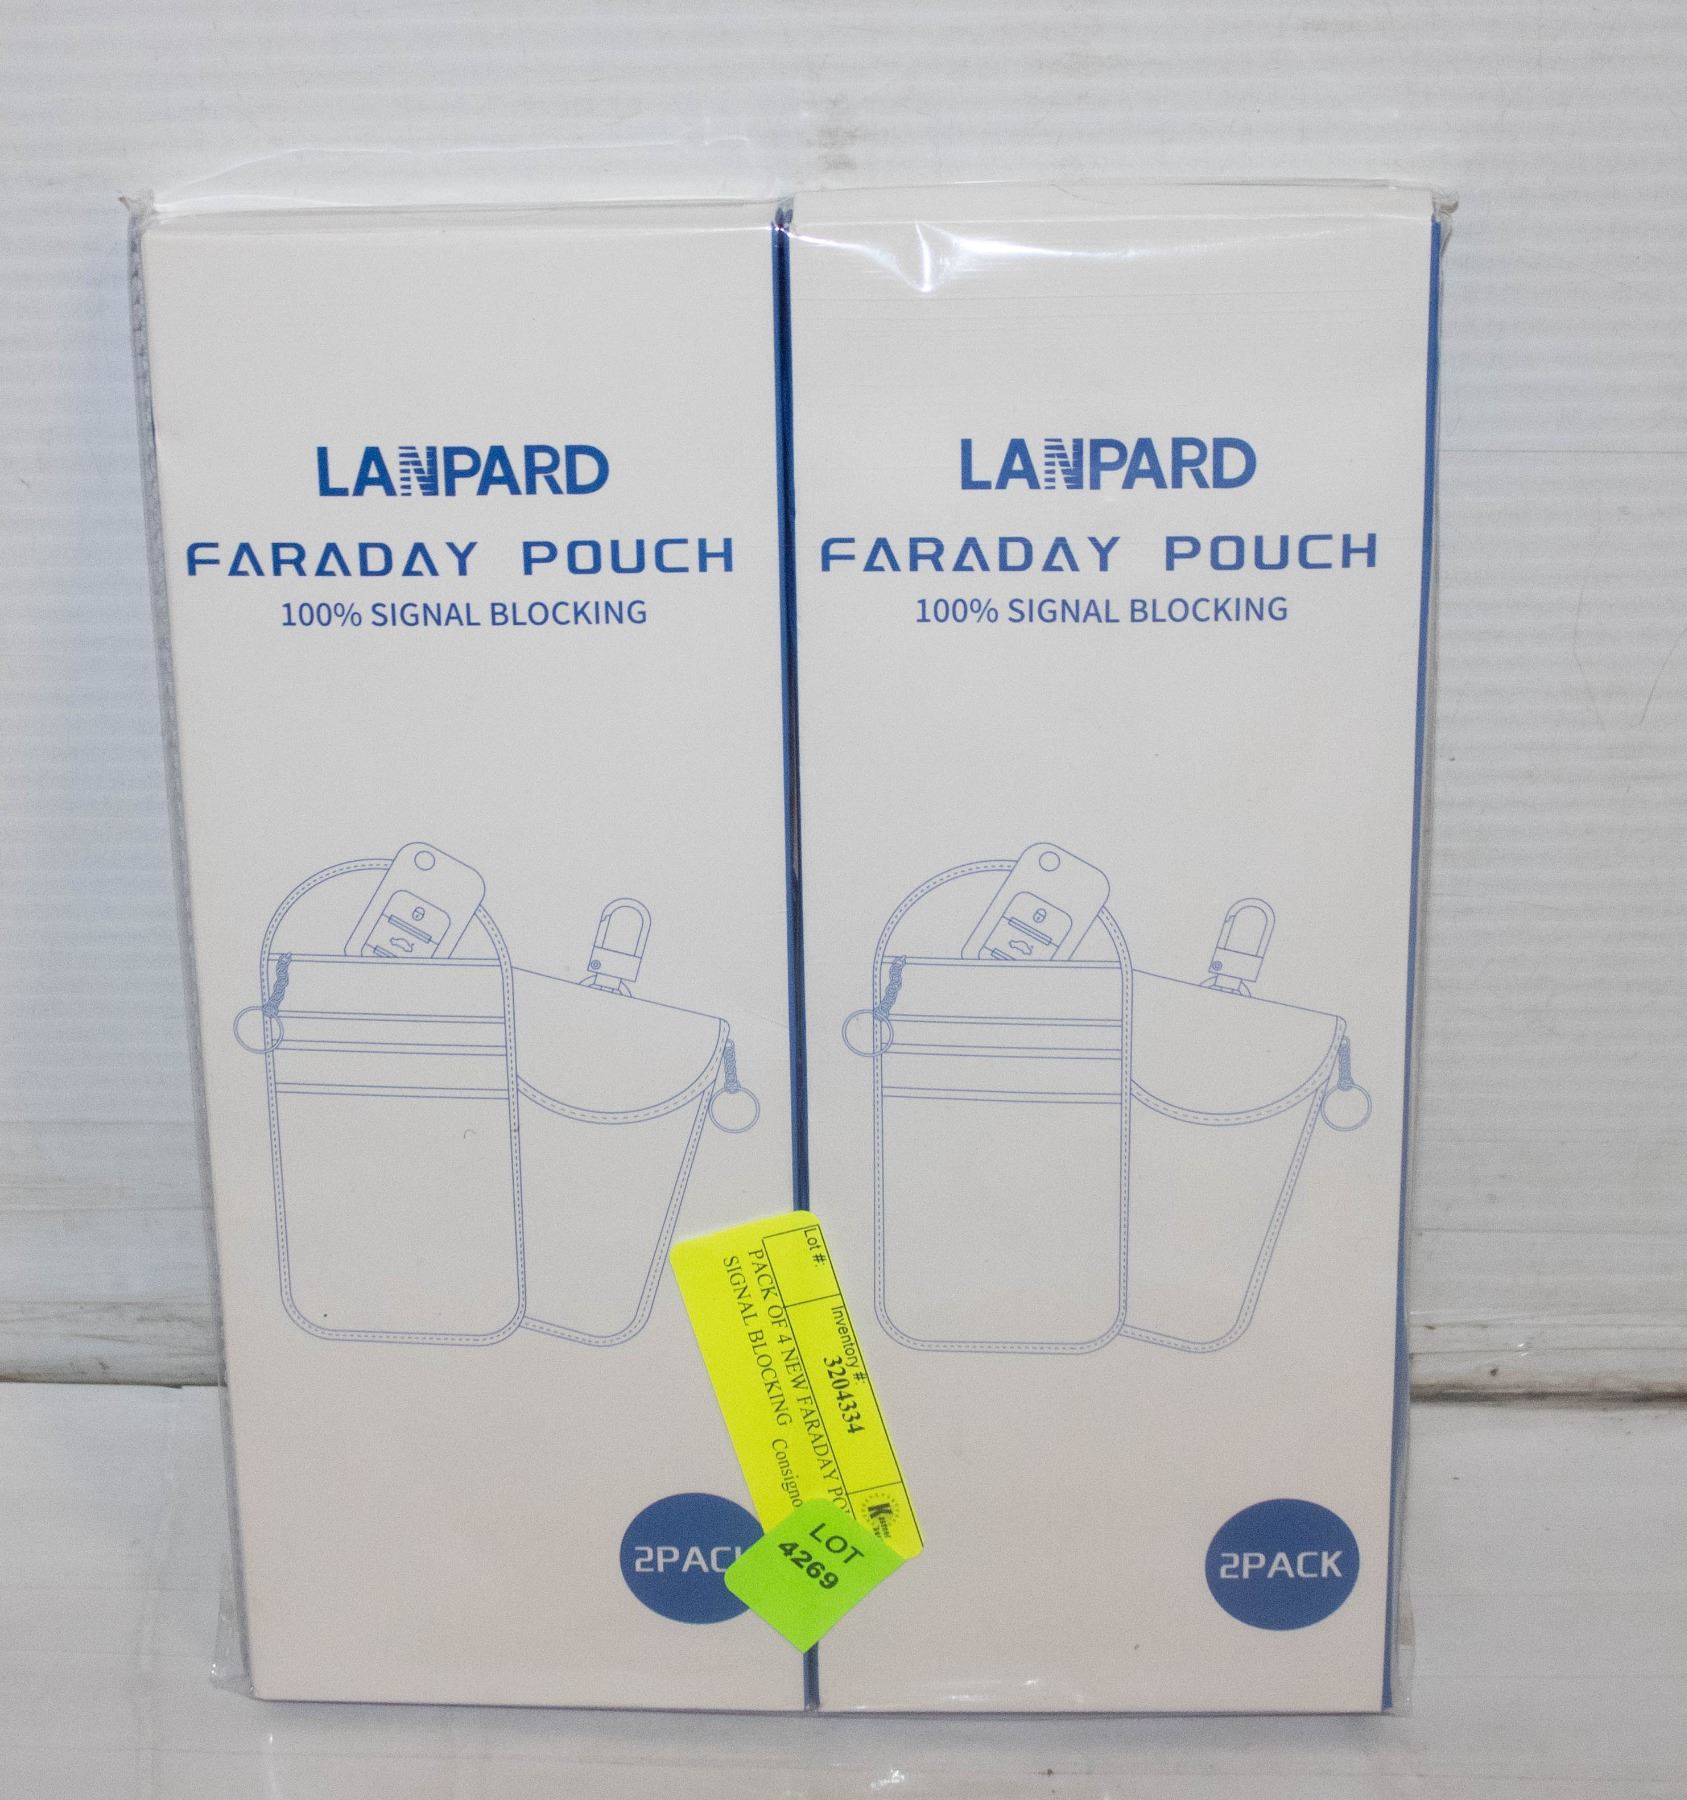 LANPARD
FARADAY POUCH
100% SIGNAL BLOCKING
2PAC
LANPARD
FARADAY POUCH
100% SIGNAL BLOCKING
2PACK
Lot #:
Inventory #:
3204334
PACK OF 4 NEW FARADAY PO
SIGNAL BLOCKING Consigno
LOT
4269